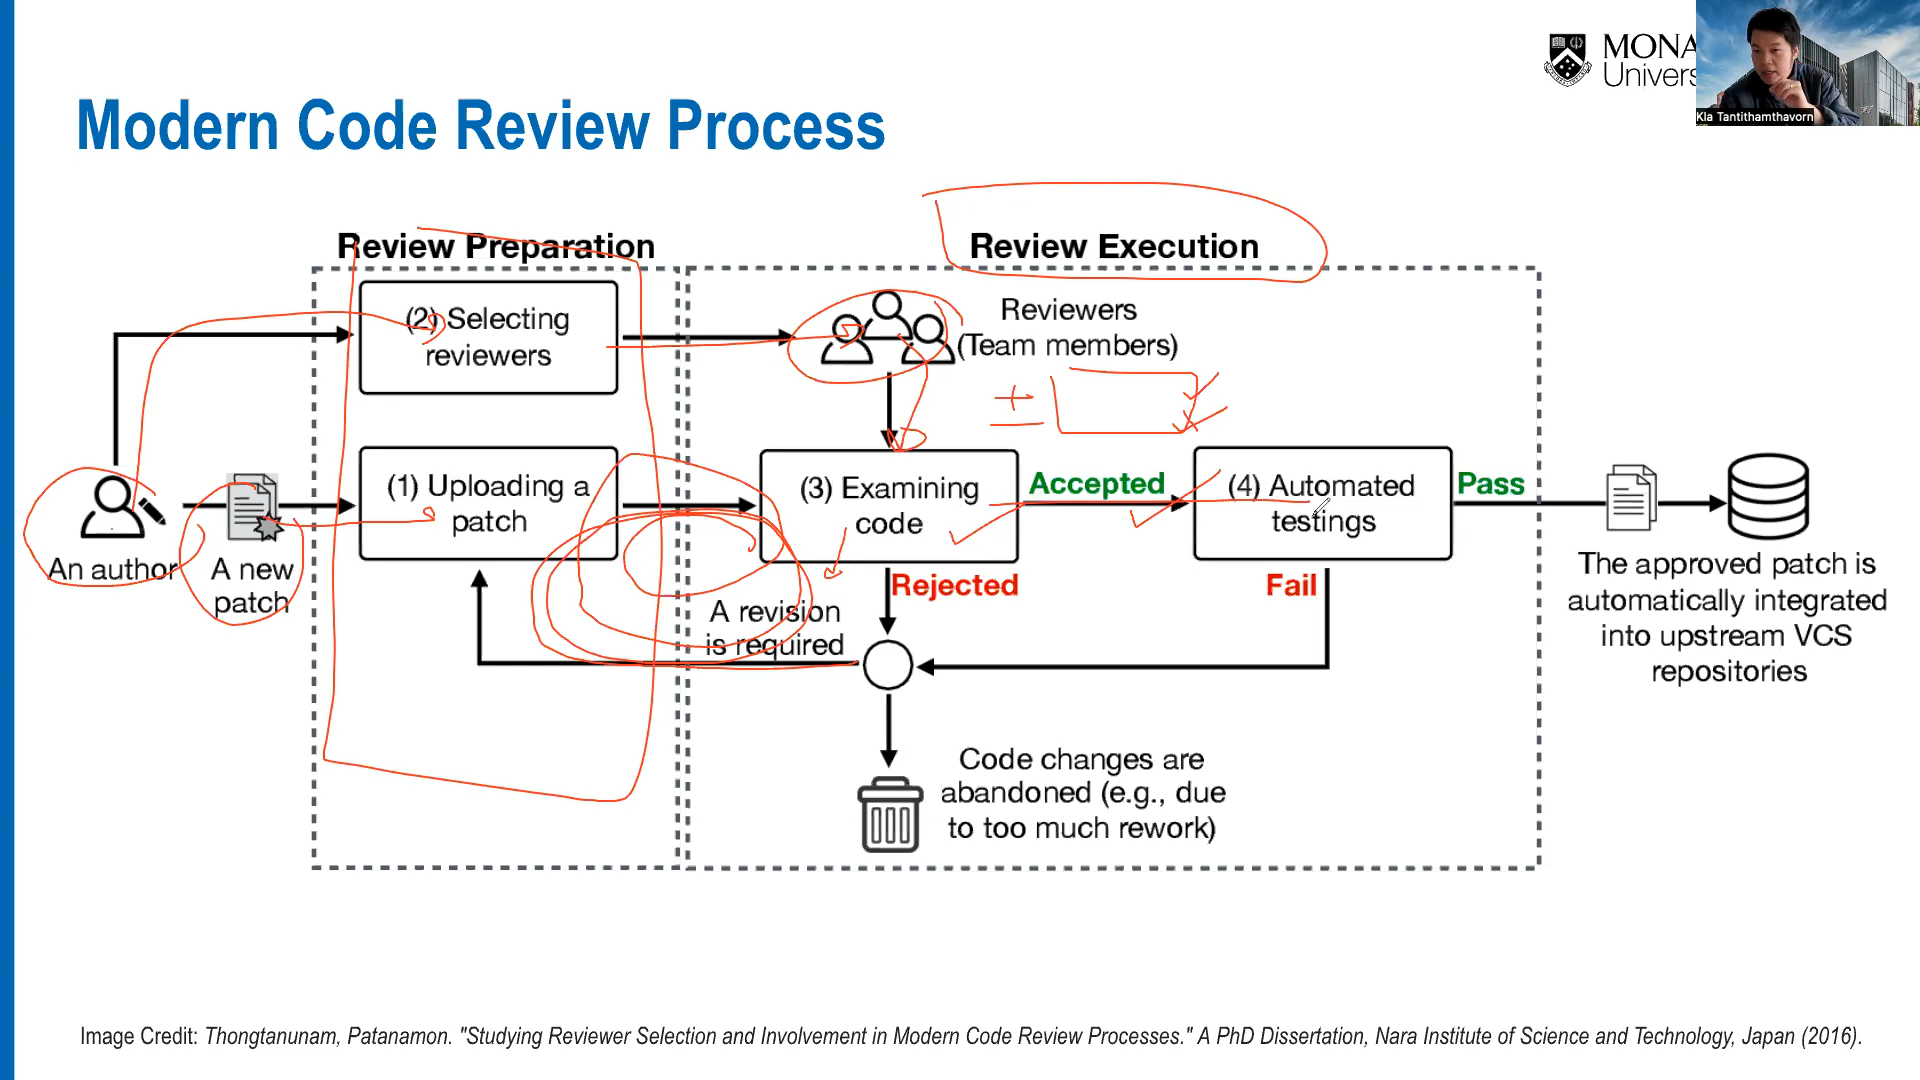 MONA
Univers
Kla Tantithamthavorn
Modern Code Review Process
Review Preparation
Review Execution
(2) Selecting
reviewers
Reviewers
(Team members)
(1) Uploading a
patch
(3) Examining
code
Accepted
(4) Automated
testings
Pass
An author
A new
patch
Rejected
Fail
A revision
is required
The approved patch is
automatically integrated
into upstream VCS
repositories
Code changes are
abandoned (e.g., due
to too much rework)
Image Credit: Thongtanunam, Patanamon. "Studying Reviewer Selection and Involvement in Modern Code Review Processes." A PhD Dissertation, Nara Institute of Science and Technology, Japan (2016).